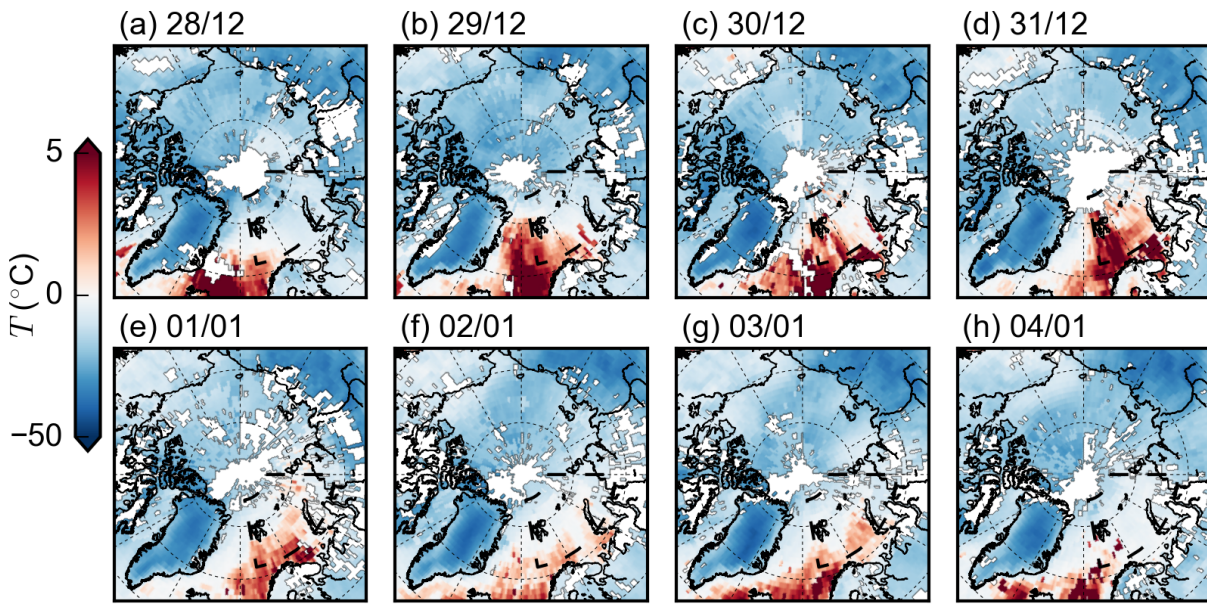 (a) 28/12
(b) 29/12
(c) 30/12
(d) 31/12
5
0
−50
T (°C)
(e) 01/01
(f) 02/01
(g) 03/01
(h) 04/01